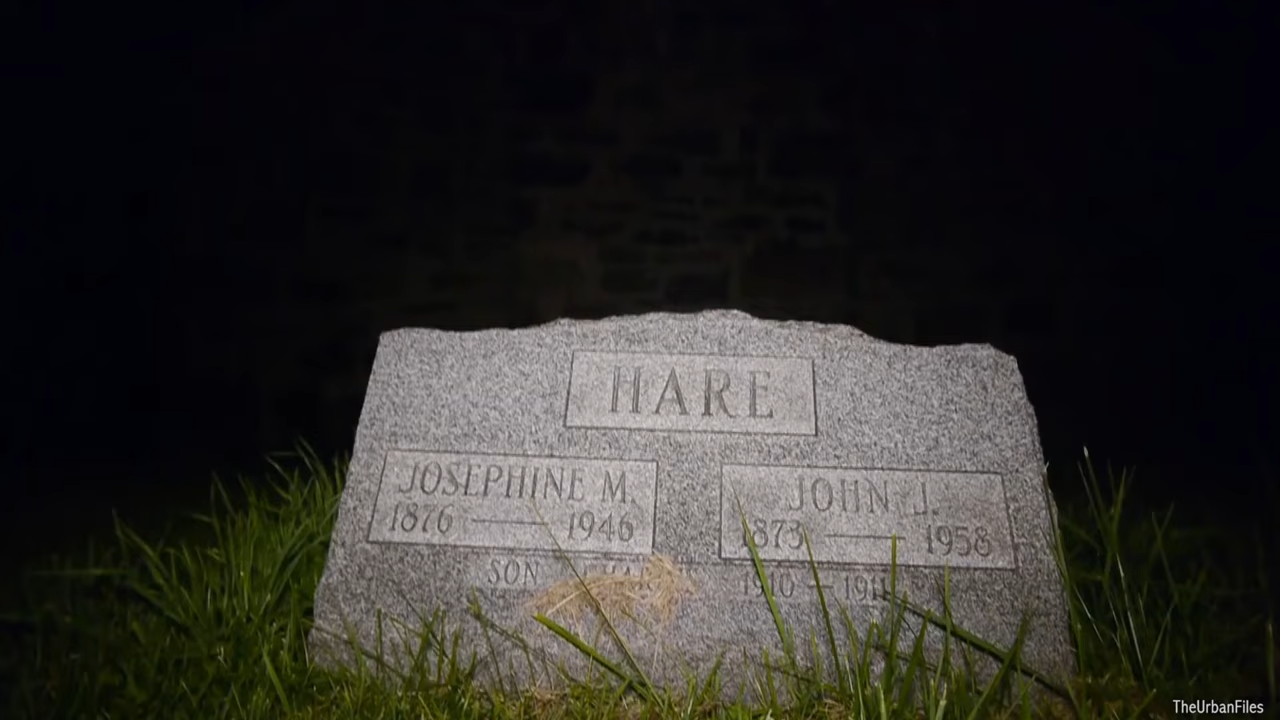 HARE
JOSEPHINE M.
1876 — 1946
JOHN J.
1873 — 1958
SON
1910 — 1911
TheUrbanFiles